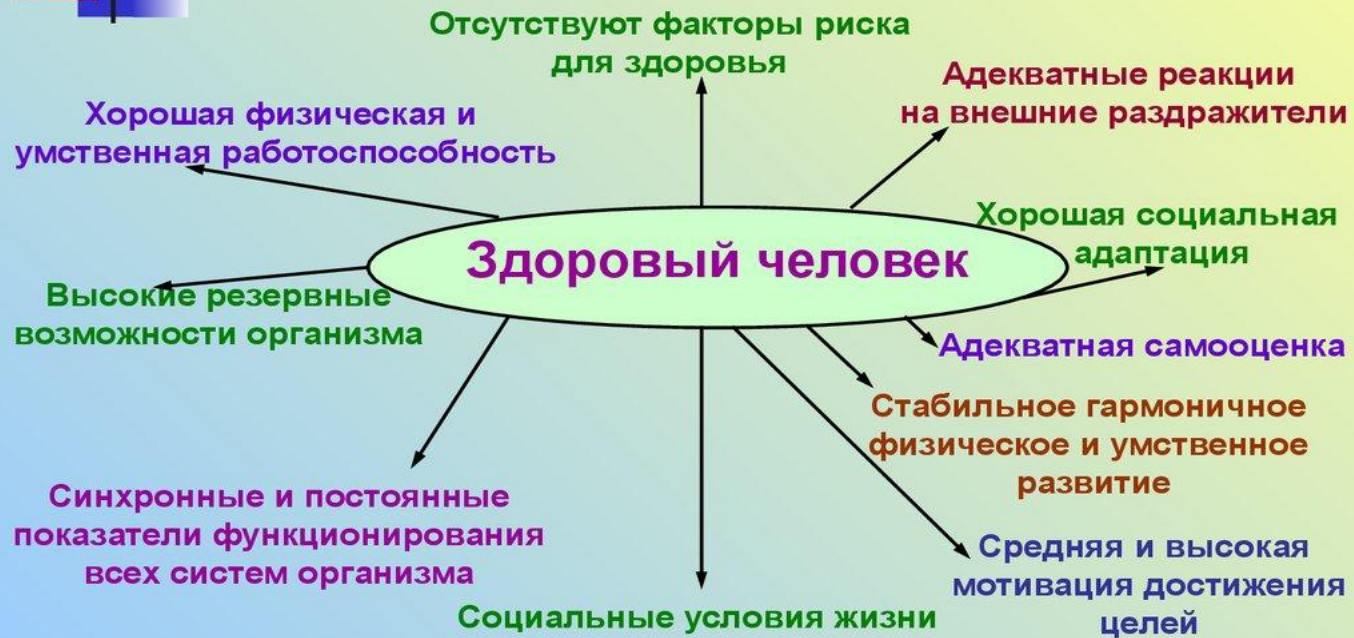 Отсутствуют факторы риска
для здоровья
Адекватные реакции
на внешние раздражители
Хорошая физическая и
умственная работоспособность
Хорошая социальная
адаптация
Здоровый человек
Высокие резервные
возможности организма
Адекватная самооценка
Стабильное гармоничное
физическое и умственное
развитие
Синхронные и постоянные
показатели функционирования
всех систем организма
Средняя и высокая
мотивация достижения
целей
Социальные условия жизни